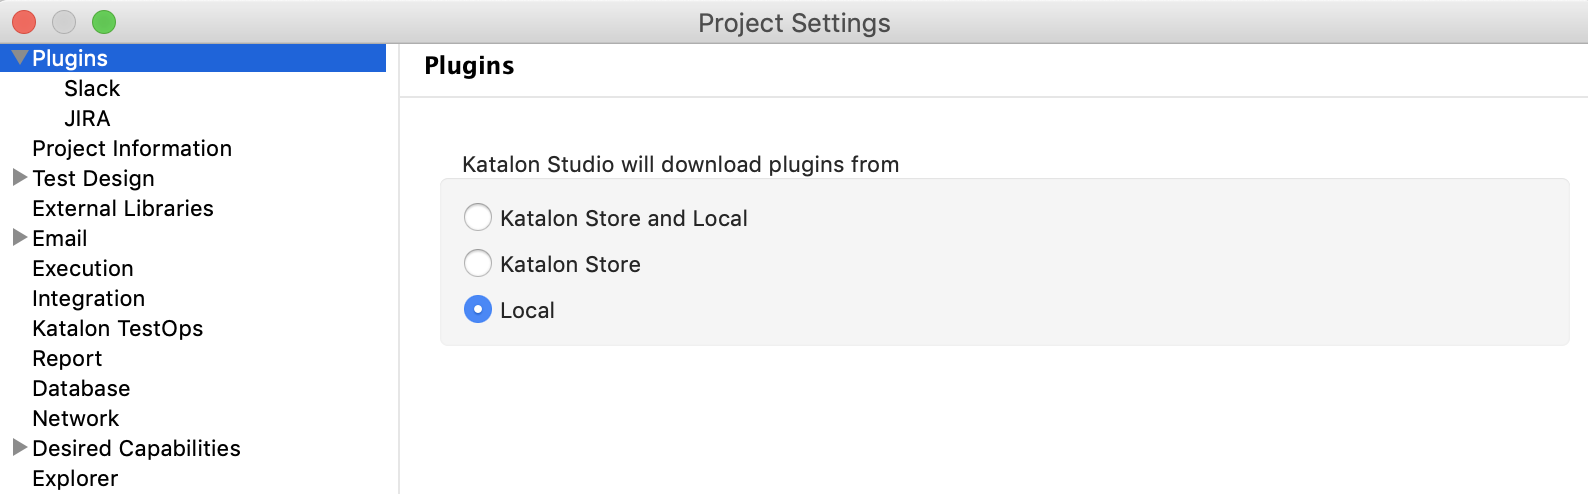 Project Settings
Plugins
Slack
JIRA
Project Information
Test Design
External Libraries
Email
Execution
Integration
Katalon TestOps
Report
Database
Network
Desired Capabilities
Explorer
Plugins
Katalon Studio will download plugins from
Katalon Store and Local
Katalon Store
Local